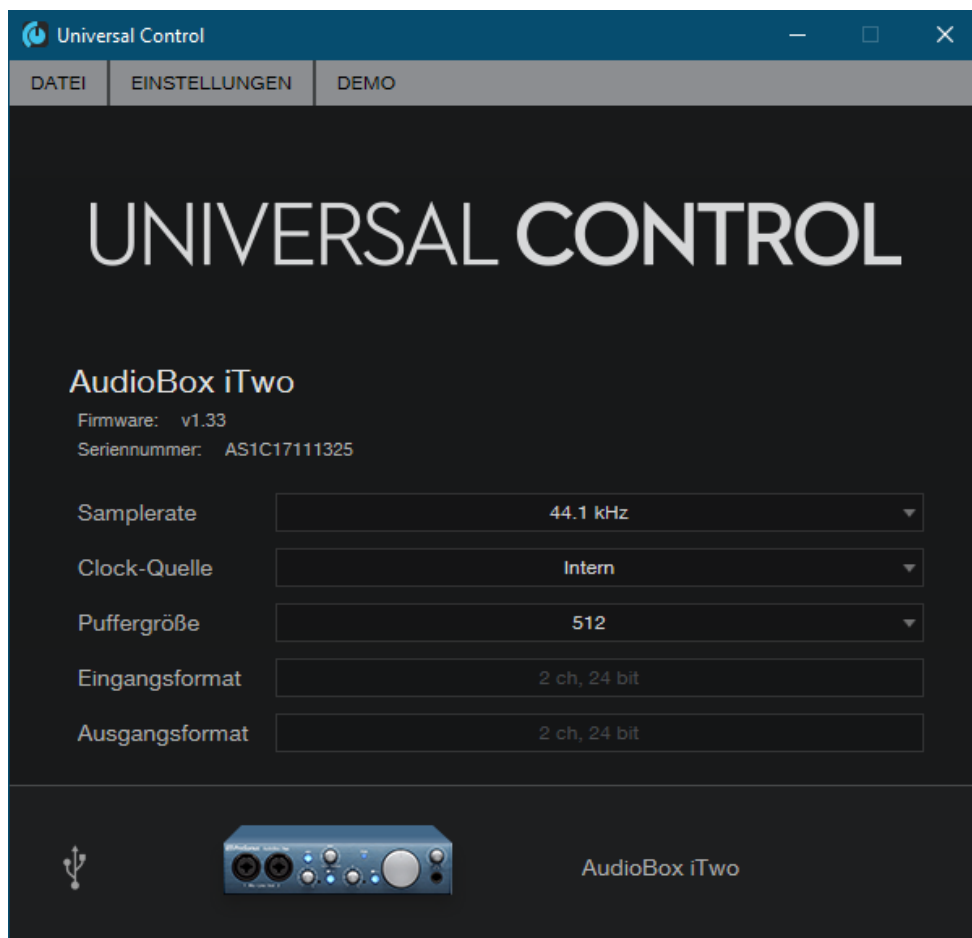 Universal Control
DATEI EINSTELLUNGEN DEMO
UNIVERSAL CONTROL
AudioBox iTwo
Firmware: v1.33
Seriennummer: AS1C17111325
Samplerate 44.1 kHz
Clock-Quelle Intern
Puffergröße 512
Eingangsformat 2 ch, 24 bit
Ausgangsformat 2 ch, 24 bit
AudioBox iTwo